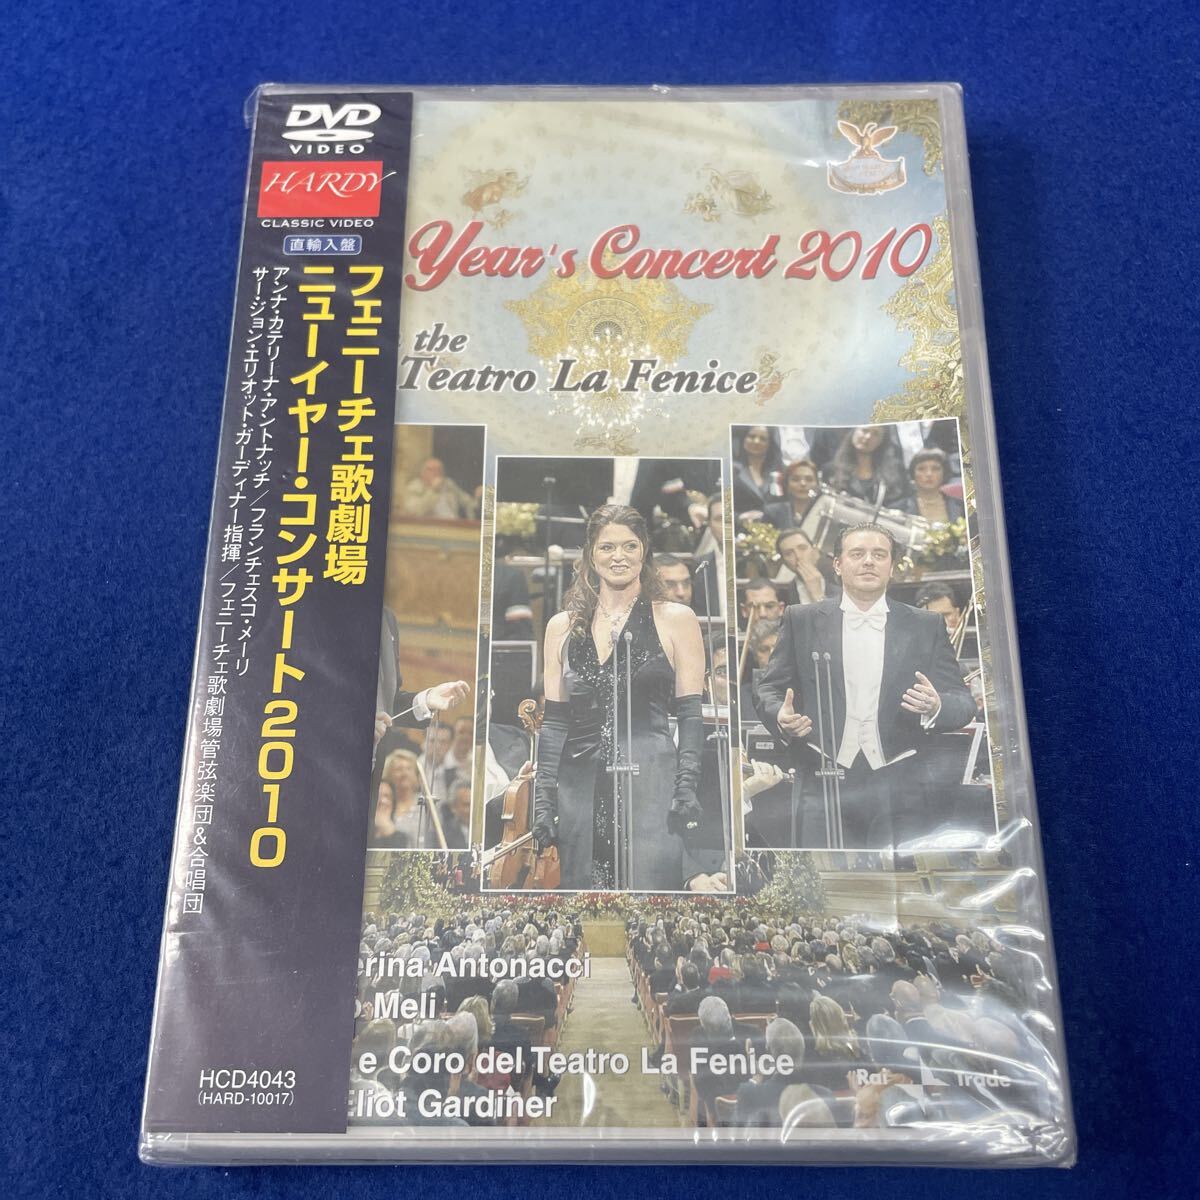 DVD
VIDEO
HARDY
CLASSIC VIDEO
直輸入盤
フェニーチェ歌劇場
ニューイヤー・コンサート2010
アンナ・カテリーナ・アントナッチ/フランチェスコ・メーリ
サー・ジョン・エリオット・ガーディナー指揮/フェニーチェ歌劇場管弦楽団&合唱団
HCD4043
(HARD-10017)
Year's Concert 2010
the
Teatro La Fenice
erina Antonacci
o Meli
e Coro del Teatro La Fenice
Eliot Gardiner
Rai Trade